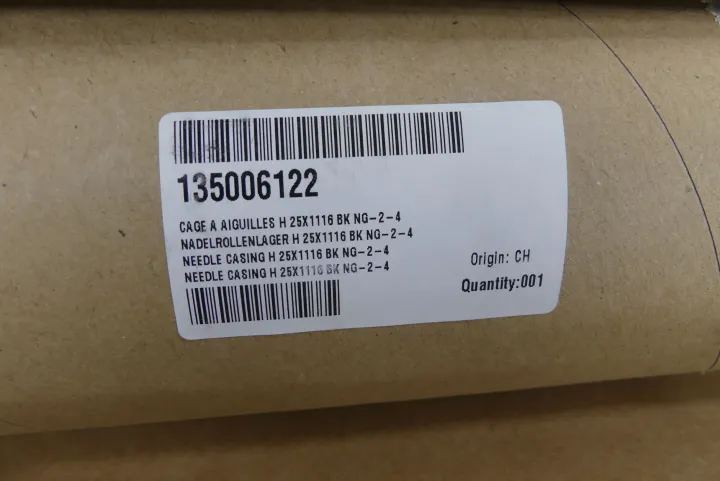 135006122
CAGE A AIGUILLES H 25X1116 BK NG-2-4
NADELROLLENLAGER H 25X1116 BK NG-2-4
NEEDLE CASING H 25X1116 BK NG-2-4
NEEDLE CASING H 25X1116 BK NG-2-4
Origin: CH
Quantity:001